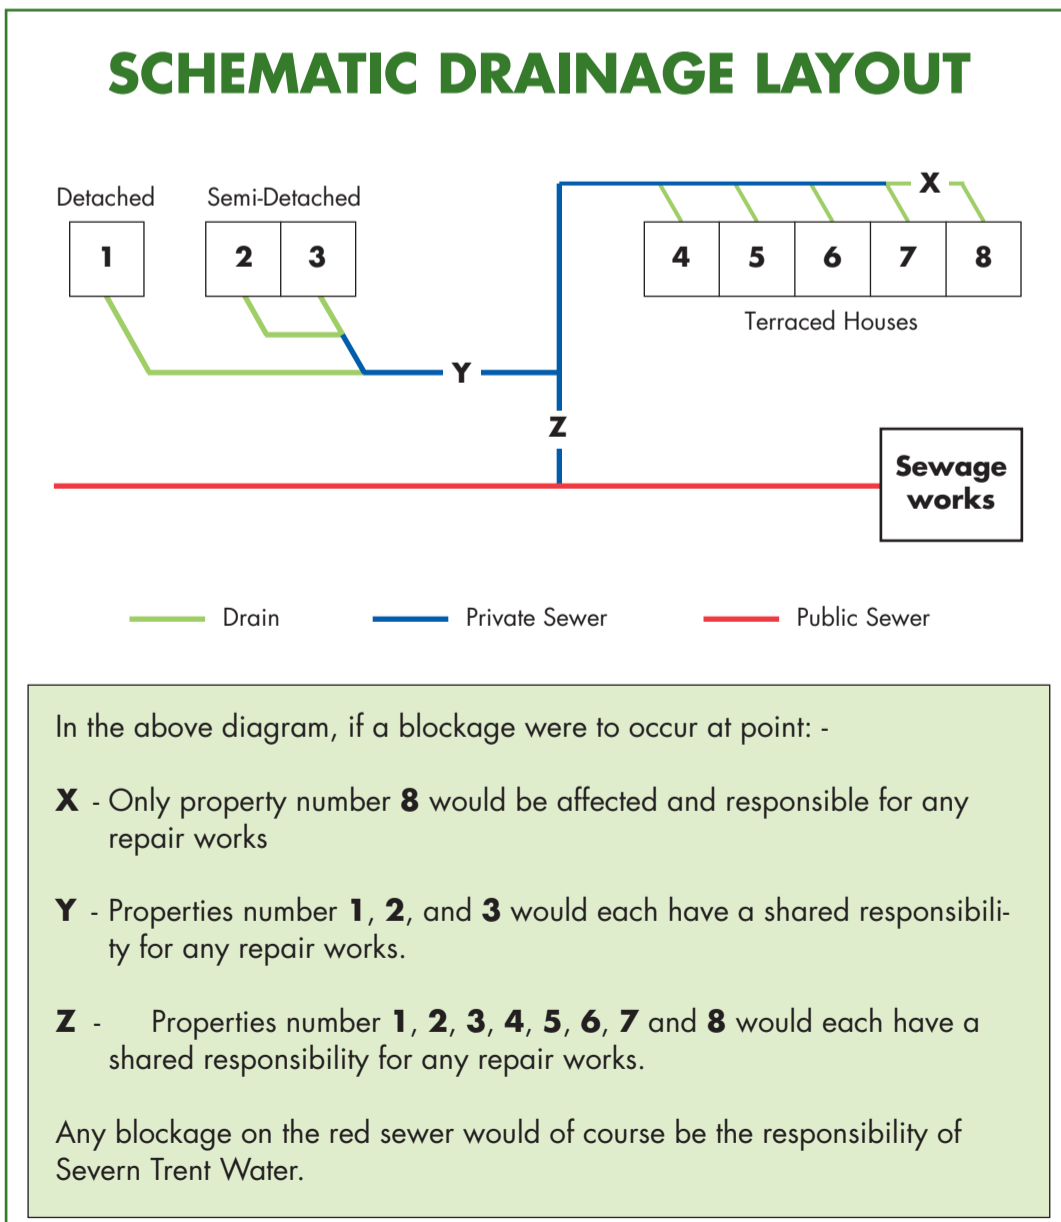 SCHEMATIC DRAINAGE LAYOUT
Detached
Semi-Detached
X
1
2
3
4
5
6
7
8
Terraced Houses
Y
Z
Sewage
works
Drain
Private Sewer
Public Sewer
In the above diagram, if a blockage were to occur at point: -
X - Only property number 8 would be affected and responsible for any
repair works
Y - Properties number 1, 2, and 3 would each have a shared responsibili-
ty for any repair works.
Z - Properties number 1, 2, 3, 4, 5, 6, 7 and 8 would each have a
shared responsibility for any repair works.
Any blockage on the red sewer would of course be the responsibility of
Severn Trent Water.